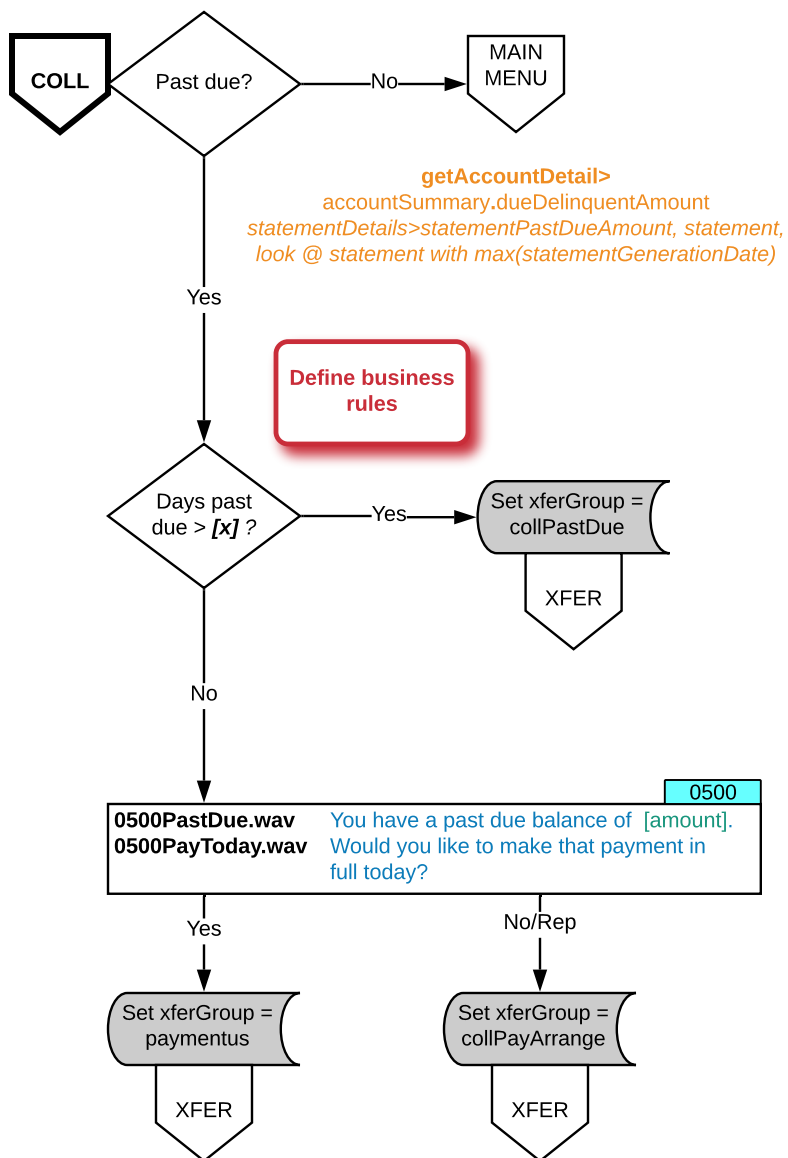 COLL
Past due?
No
MAIN
MENU
getAccountDetail>
accountSummary.dueDelinquentAmount
statementDetails>statementPastDueAmount, statement,
look @ statement with max(statementGenerationDate)
Yes
Define business
rules
Days past
due > [x] ?
Yes
Set xferGroup =
collPastDue
XFER
No
0500
0500PastDue.wav You have a past due balance of [amount].
0500PayToday.wav Would you like to make that payment in
full today?
Yes
No/Rep
Set xferGroup =
paymentus
XFER
Set xferGroup =
collPayArrange
XFER